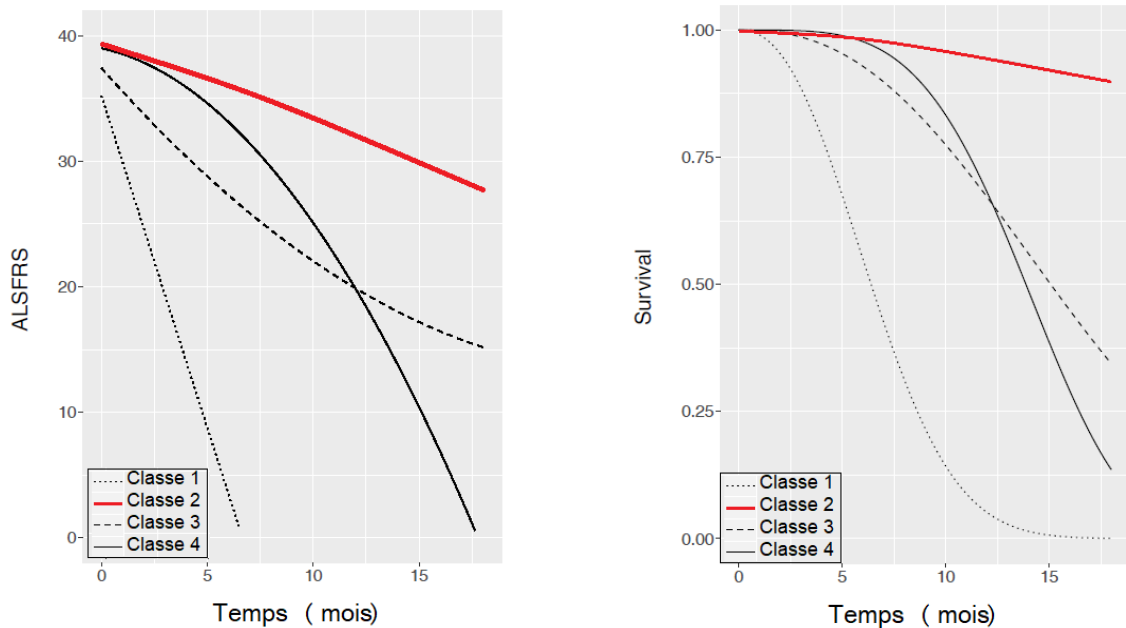 ALSFRS
40
30
20
10
0
Classe 1
Classe 2
Classe 3
Classe 4
0 5 10 15
Temps ( mois)
Survival
1.00
0.75
0.50
0.25
0.00
Classe 1
Classe 2
Classe 3
Classe 4
0 5 10 15
Temps ( mois)